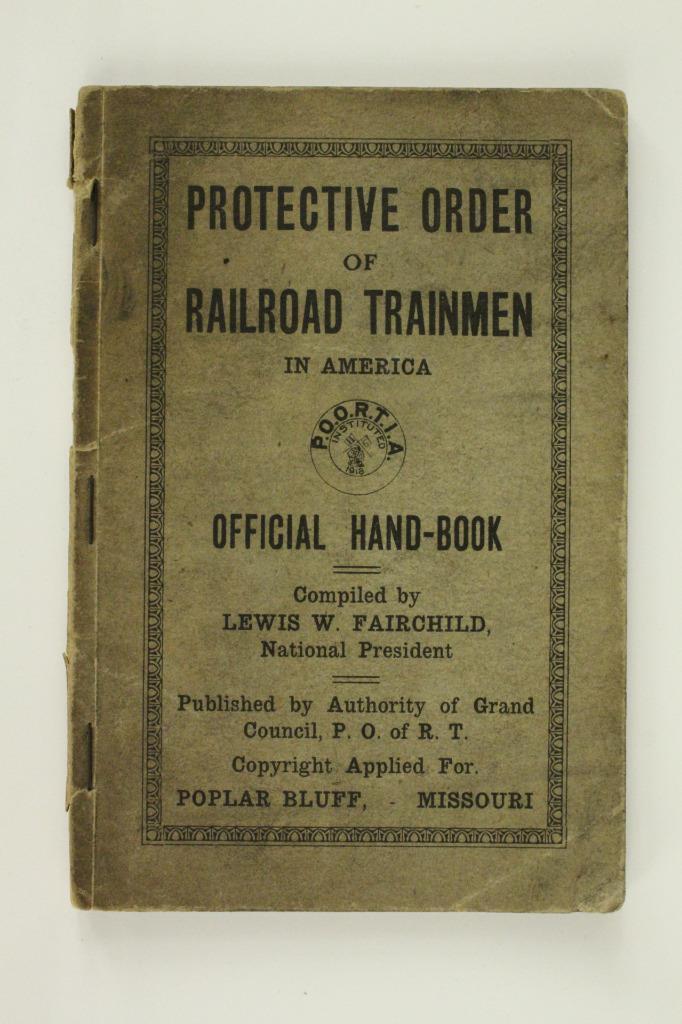 PROTECTIVE ORDER
OF
RAILROAD TRAINMEN
IN AMERICA
P.O.O.R.T.I.A.
INSTITUTED
1918
OFFICIAL HAND-BOOK
Compiled by
LEWIS W. FAIRCHILD,
National President
Published by Authority of Grand
Council, P. O. of R. T.
Copyright Applied For.
POPLAR BLUFF, - MISSOURI